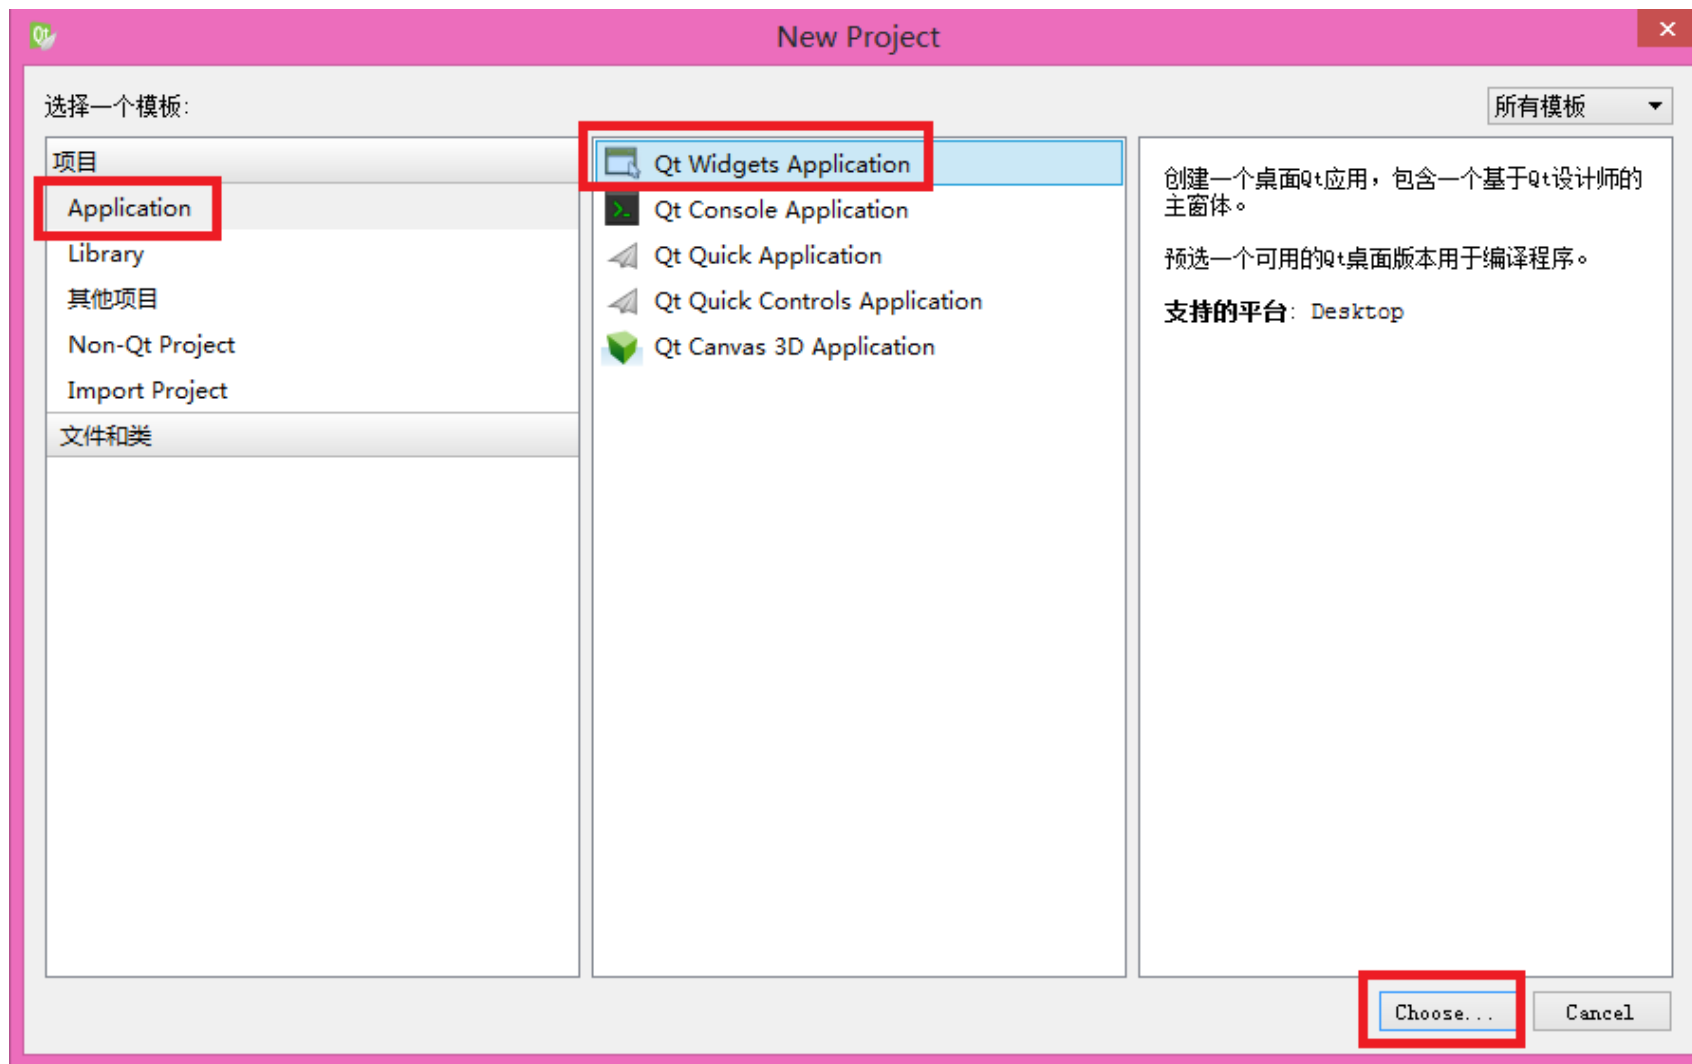 New Project
选择一个模板:
所有模板
项目
Application
Library
其他项目
Non-Qt Project
Import Project
文件和类
Qt Widgets Application
Qt Console Application
Qt Quick Application
Qt Quick Controls Application
Qt Canvas 3D Application
创建一个桌面Qt应用，包含一个基于Qt设计师的
主窗体。
预选一个可用的Qt桌面版本用于编译程序。
支持的平台: Desktop
Choose...
Cancel